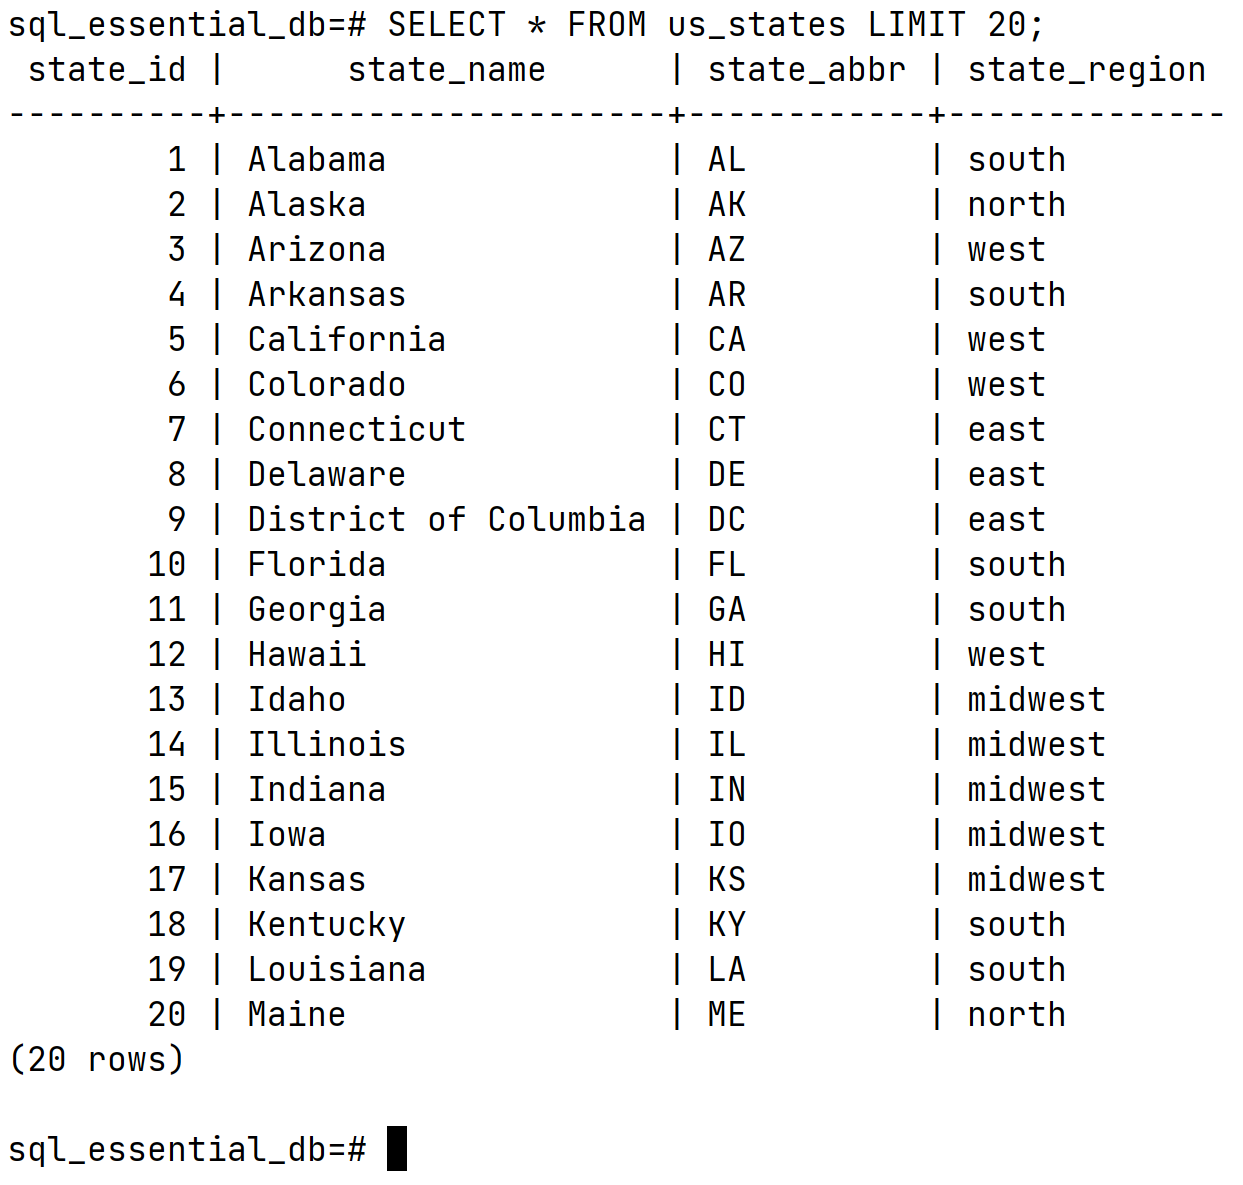 sql_essential_db=# SELECT * FROM us_states LIMIT 20;
 state_id |      state_name      | state_abbr | state_region
----------+----------------------+------------+--------------
        1 | Alabama              | AL         | south
        2 | Alaska               | AK         | north
        3 | Arizona              | AZ         | west
        4 | Arkansas             | AR         | south
        5 | California           | CA         | west
        6 | Colorado             | CO         | west
        7 | Connecticut          | CT         | east
        8 | Delaware             | DE         | east
        9 | District of Columbia | DC         | east
       10 | Florida              | FL         | south
       11 | Georgia              | GA         | south
       12 | Hawaii               | HI         | west
       13 | Idaho                | ID         | midwest
       14 | Illinois             | IL         | midwest
       15 | Indiana              | IN         | midwest
       16 | Iowa                 | IO         | midwest
       17 | Kansas               | KS         | midwest
       18 | Kentucky             | KY         | south
       19 | Louisiana            | LA         | south
       20 | Maine                | ME         | north
(20 rows)

sql_essential_db=#